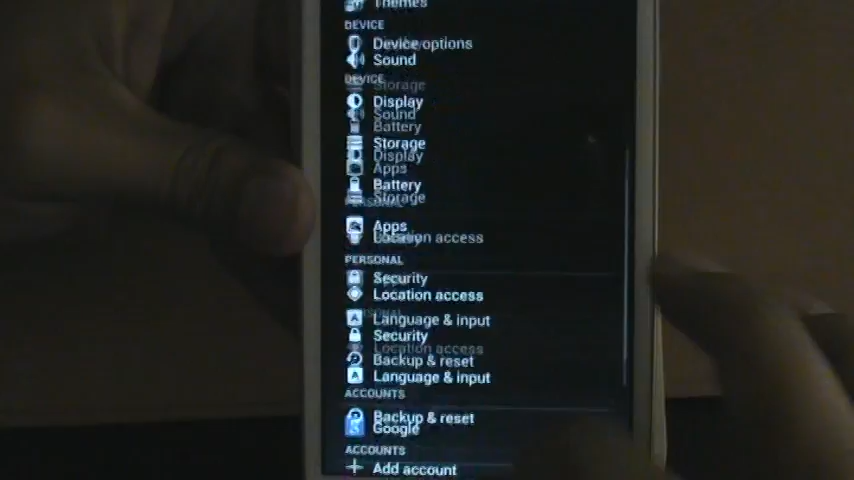 Themes
DEVICE
Device options
Sound
DEVICE
Storage
Display
Sound
Battery
Storage
Display
Apps
Battery
Storage
PERSONAL
Apps
Location access
PERSONAL
Security
Location access
Language & input
Security
Location access
Backup & reset
Language & input
ACCOUNTS
Backup & reset
Google
ACCOUNTS
Add account